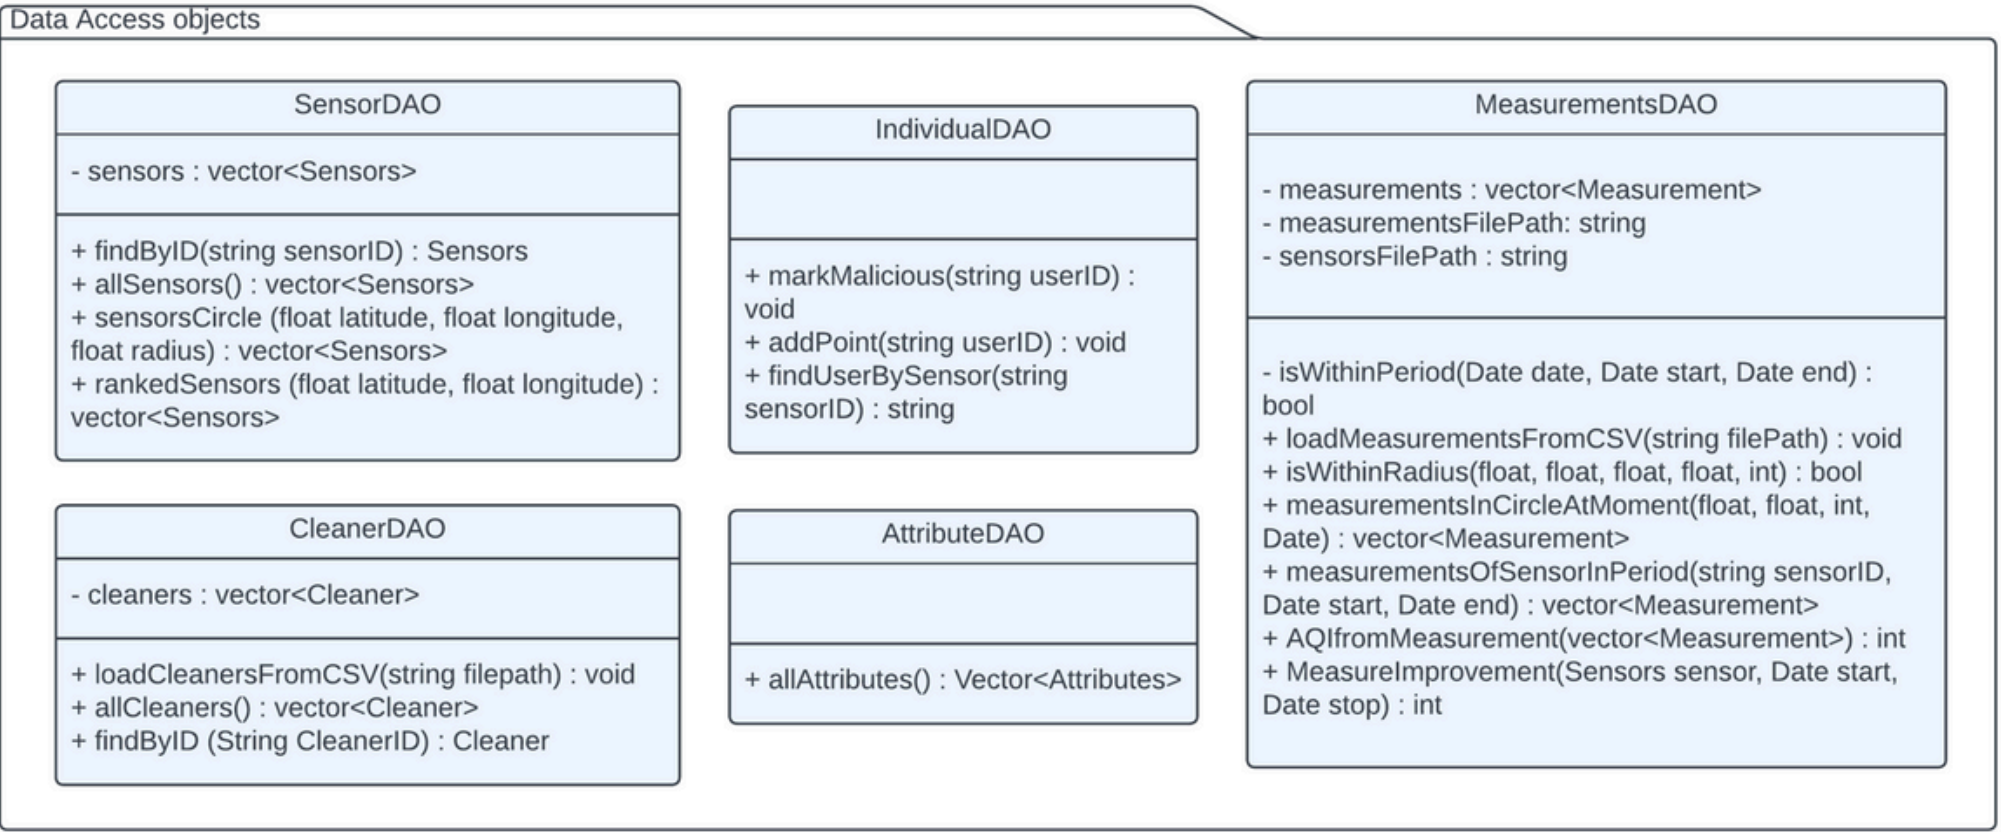 Data Access objects
SensorDAO
- sensors : vector<Sensors>
+ findByID(string sensorID) : Sensors
+ allSensors() : vector<Sensors>
+ sensorsCircle (float latitude, float longitude,
float radius) : vector<Sensors>
+ rankedSensors (float latitude, float longitude) :
vector<Sensors>
IndividualDAO
+ markMalicious(string userID) :
void
+ addPoint(string userID) : void
+ findUserBySensor(string
sensorID) : string
MeasurementsDAO
- measurements : vector<Measurement>
- measurementsFilePath: string
- sensorsFilePath : string
- isWithinPeriod(Date date, Date start, Date end) :
bool
+ loadMeasurementsFromCSV(string filePath) : void
+ isWithinRadius(float, float, float, float, int) : bool
+ measurementsInCircleAtMoment(float, float, int,
Date) : vector<Measurement>
+ measurementsOfSensorInPeriod(string sensorID,
Date start, Date end) : vector<Measurement>
+ AQIfromMeasurement(vector<Measurement>) : int
+ MeasureImprovement(Sensors sensor, Date start,
Date stop) : int
CleanerDAO
- cleaners : vector<Cleaner>
+ loadCleanersFromCSV(string filepath) : void
+ allCleaners() : vector<Cleaner>
+ findByID (String CleanerID) : Cleaner
AttributeDAO
+ allAttributes() : Vector<Attributes>